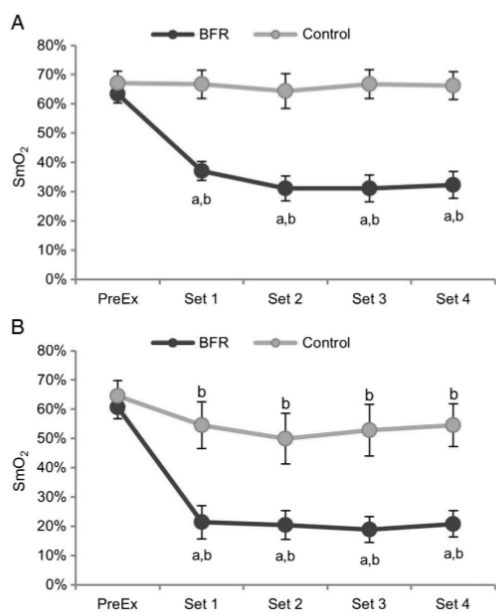 A
BFR Control
80%
70%
60%
50%
40%
30%
20%
10%
0%
SmO2
a,b a,b a,b a,b
PreEx Set 1 Set 2 Set 3 Set 4
B
BFR Control
80%
70%
60%
50%
40%
30%
20%
10%
0%
SmO2
b b b b
a,b a,b a,b a,b
PreEx Set 1 Set 2 Set 3 Set 4